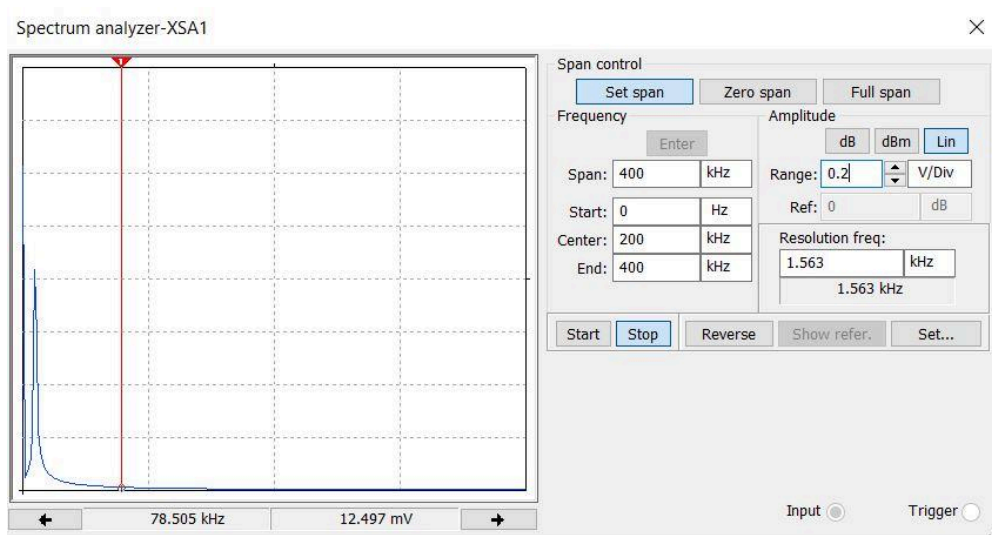 Spectrum analyzer-XSA1
1
Span control
Set span Zero span Full span
Frequency
Enter
Span: 400 kHz
Start: 0 Hz
Center: 200 kHz
End: 400 kHz
Amplitude
dB dBm Lin
Range: 0.2 V/Div
Ref: 0 dB
Resolution freq:
1.563 kHz
1.563 kHz
Start Stop Reverse Show refer. Set...
78.505 kHz 12.497 mV
Input Trigger